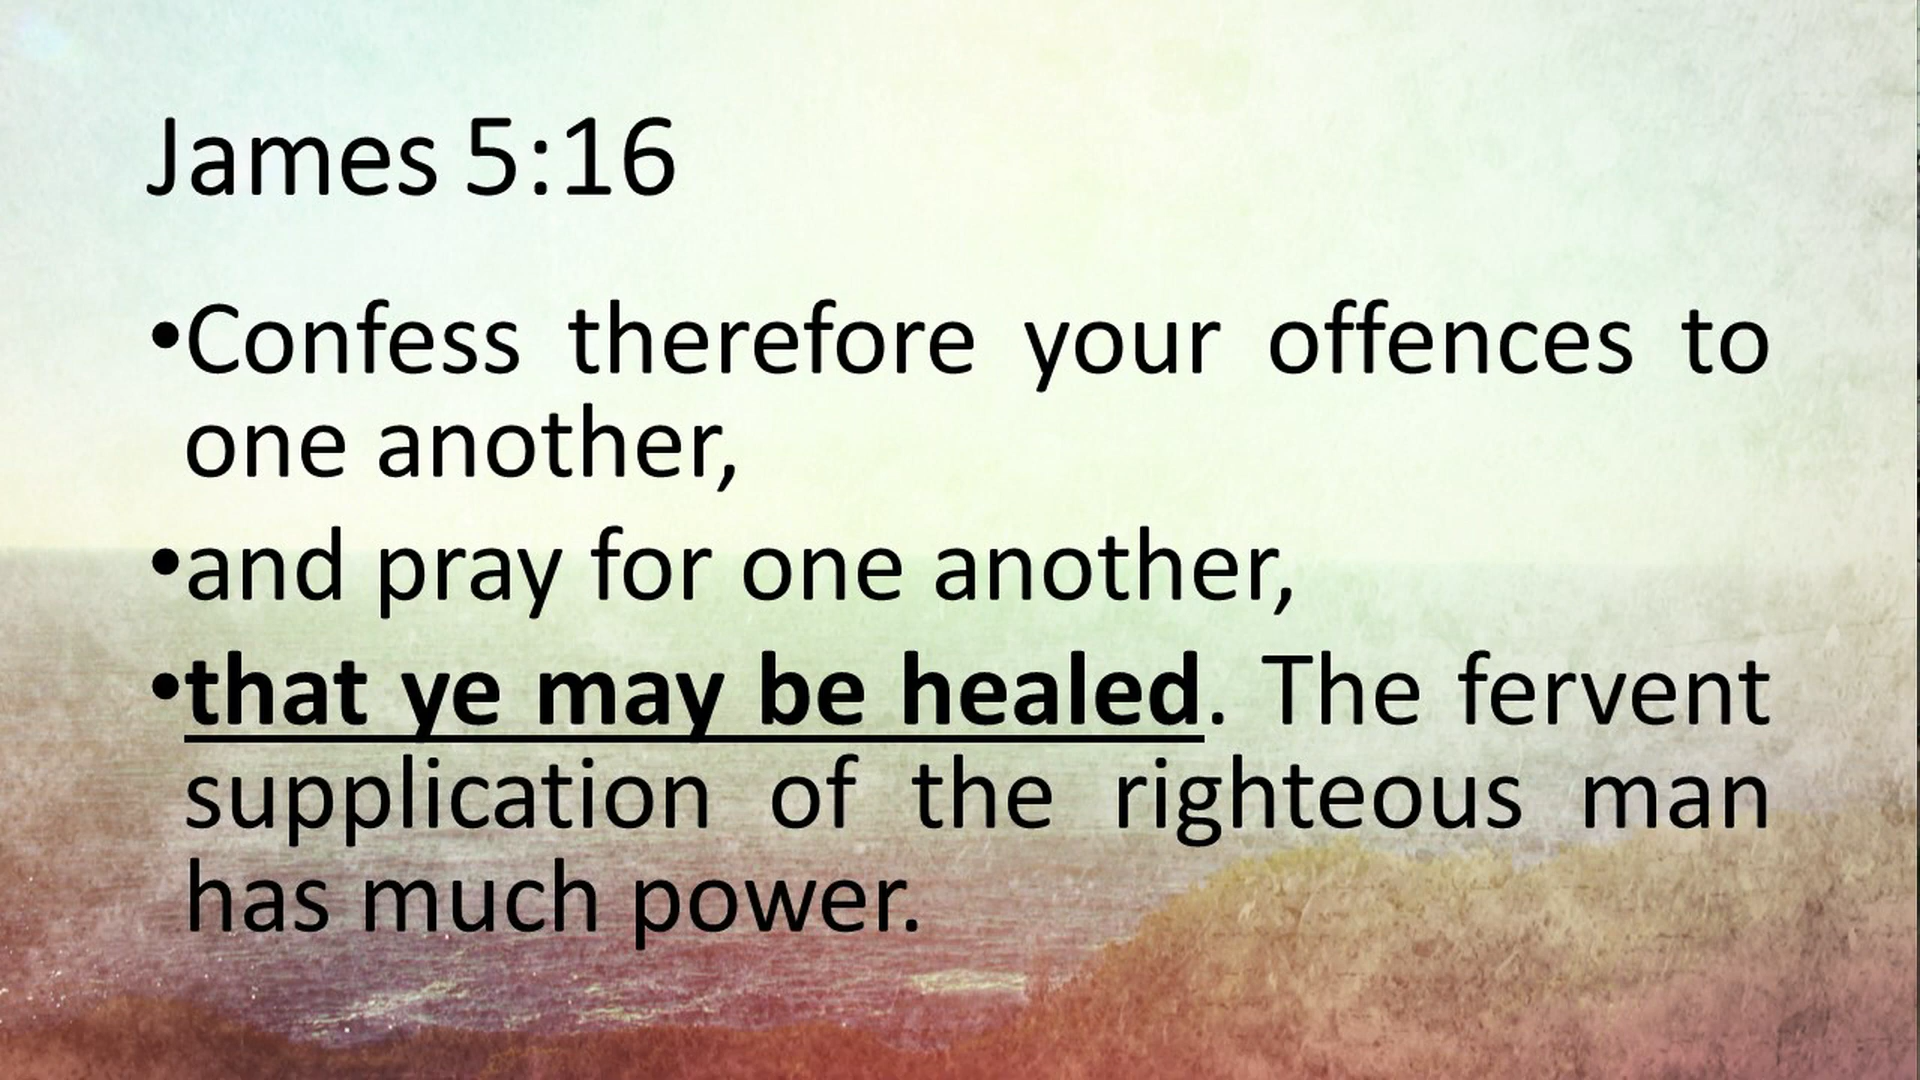 James 5:16
•Confess therefore your offences to
one another,
•and pray for one another,
•that ye may be healed. The fervent
supplication of the righteous man
has much power.